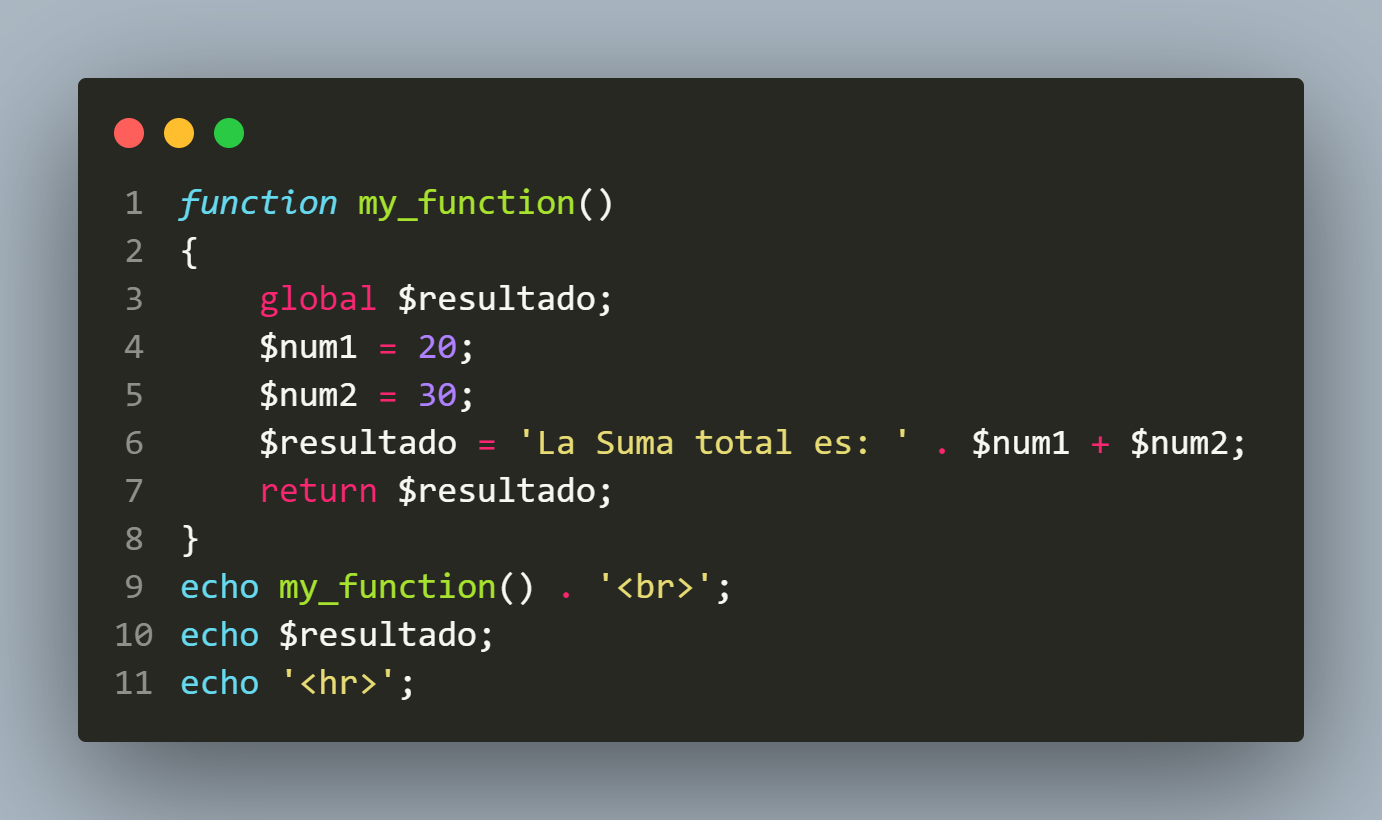 1 function my_function()
2 {
3     global $resultado;
4     $num1 = 20;
5     $num2 = 30;
6     $resultado = 'La Suma total es: ' . $num1 + $num2;
7     return $resultado;
8 }
9 echo my_function() . '<br>';
10 echo $resultado;
11 echo '<hr>';